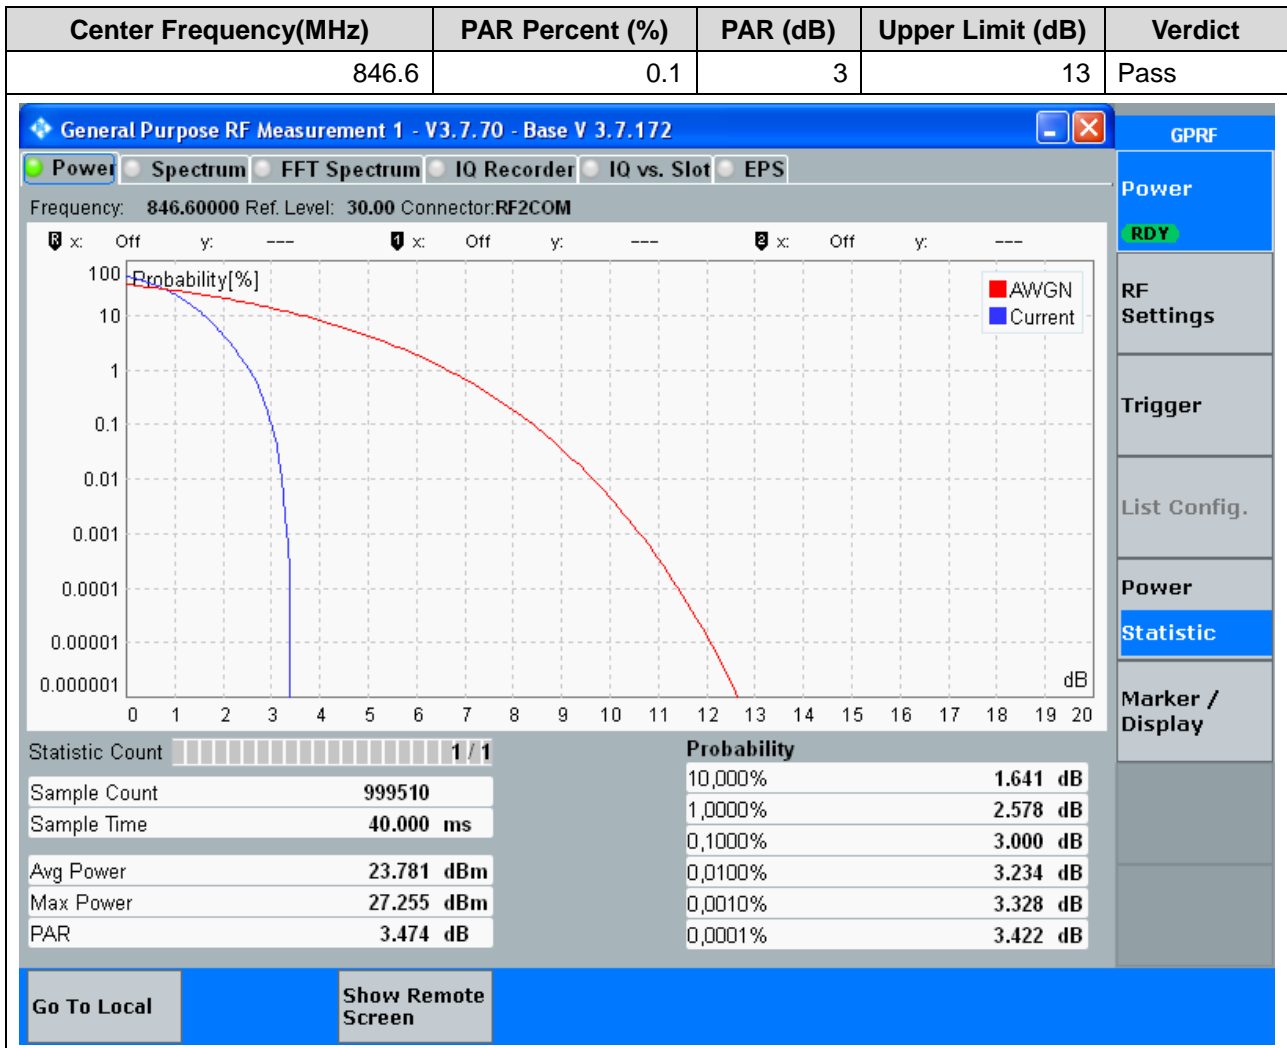 Center Frequency(MHz) PAR Percent (%) PAR (dB) Upper Limit (dB) Verdict
846.6 0.1 3 13 Pass
General Purpose RF Measurement 1 - V3.7.70 - Base V 3.7.172
GPRF
Power Spectrum FFT Spectrum IQ Recorder IQ vs. Slot EPS
Power
RDY
Frequency: 846.60000 Ref. Level: 30.00 Connector:RF2COM
R x: Off y: --- 1 x: Off y: --- 2 x: Off y: ---
Probability[%]
100
10
1
0.1
0.01
0.001
0.0001
0.00001
0.000001
AWGN
Current
dB
0 1 2 3 4 5 6 7 8 9 10 11 12 13 14 15 16 17 18 19 20
RF
Settings
Trigger
List Config.
Power
Statistic
Marker /
Display
Statistic Count 1 / 1
Sample Count 999510
Sample Time 40.000 ms
Avg Power 23.781 dBm
Max Power 27.255 dBm
PAR 3.474 dB
Probability
10,000% 1.641 dB
1,0000% 2.578 dB
0,1000% 3.000 dB
0,0100% 3.234 dB
0,0010% 3.328 dB
0,0001% 3.422 dB
Go To Local
Show Remote
Screen